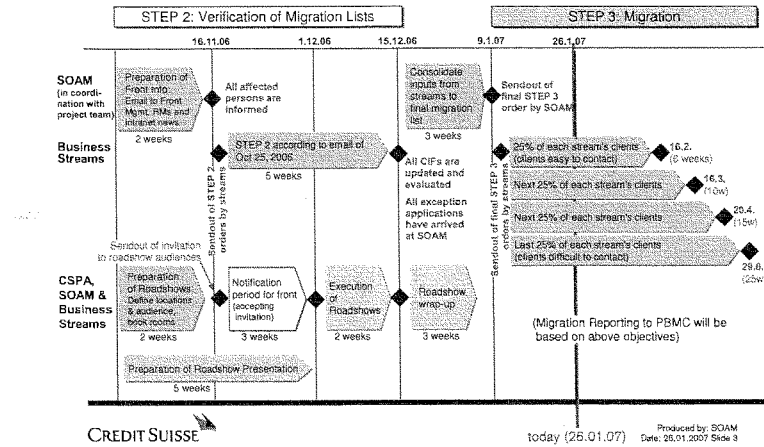 STEP 2: Verification of Migration Lists
STEP 3: Migration
16.11.06
1.12.06
15.12.06
9.1.07
26.1.07
SOAM
(in coordi-
nation with
project team)
Preparation of
Front info:
Email to Front
Mgmt, RMs and
Intranet news
2 weeks
All affected
persons are
informed
Consolidate
inputs from
streams to
final migration
list
3 weeks
Sendout of
final STEP 3
order by SOAM
Business
Streams
Sendout of STEP 2
orders by streams
STEP 2 according to email of
Oct 25, 2006
5 weeks
All CIFs are
updated and
evaluated
All exception
applications
have arrived
at SOAM
Sendout of final STEP 3
orders by streams
25% of each stream's clients
(clients easy to contact)
16.2.
(6 weeks)
Next 25% of each stream's clients
16.3.
(10w)
Next 25% of each stream's clients
20.4.
(15w)
Last 25% of each stream's clients
(clients difficult to contact)
29.6.
(25w
Sendout of invitation
to roadshow audiences
CSPA,
SOAM &
Business
Streams
Preparation
of Roadshows:
Define locations
& audience,
book rooms
2 weeks
Notification
period for front
(accepting
invitation)
3 weeks
Execution
of
Roadshows
2 weeks
Roadshow
wrap-up
3 weeks
(Migration Reporting to PBMC will be
based on above objectives)
Preparation of Roadshow Presentation
5 weeks
CREDIT SUISSE
today (26.01.07)
Produced by: SOAM
Date: 26.01.2007 Slide 3